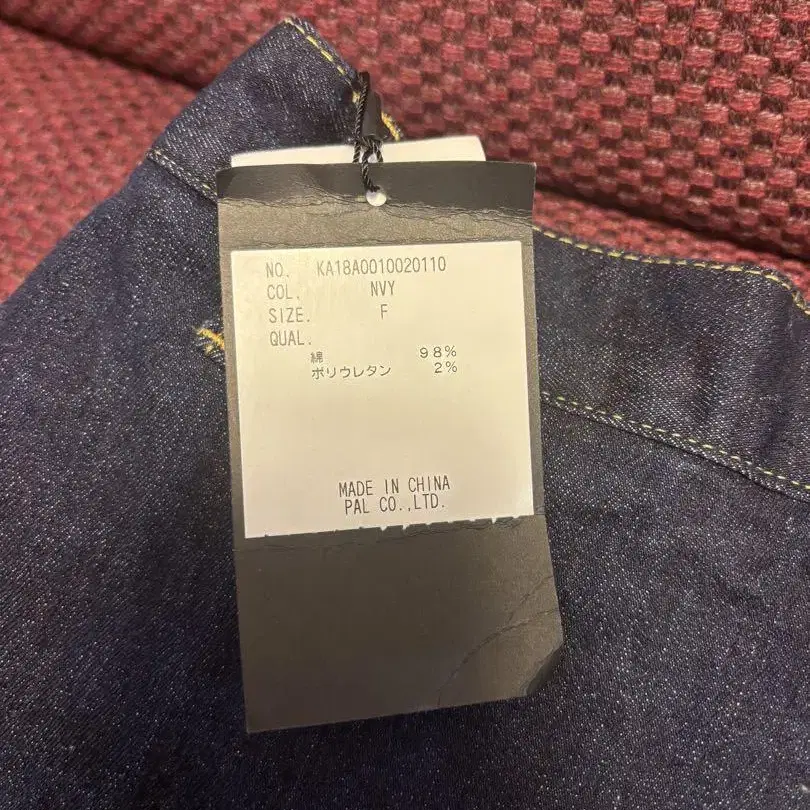 NO. KA18A0010020110
COL. NVY
SIZE. F
QUAL.
綿 98%
ポリウレタン 2%
MADE IN CHINA
PAL CO.,LTD.